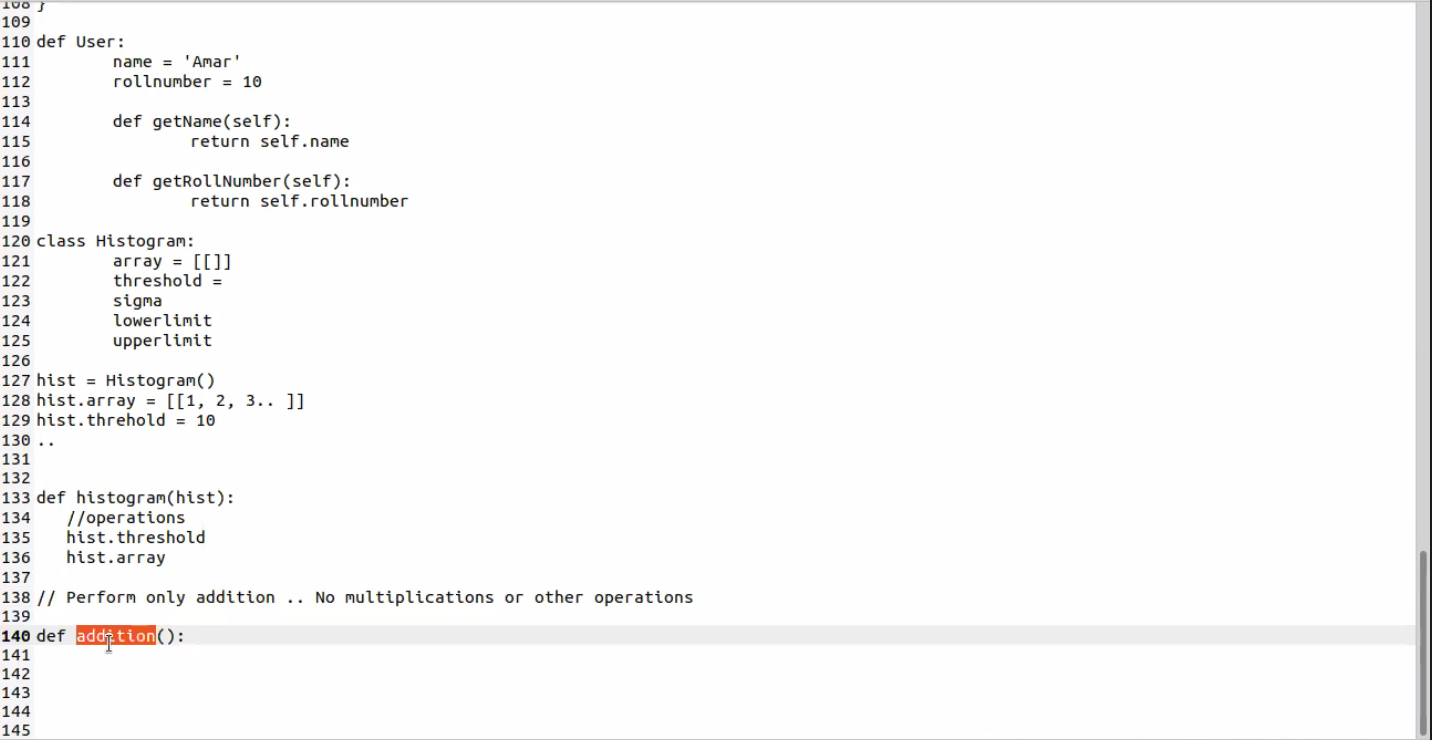 108 }
109
110 def User:
111 name = 'Amar'
112 rollnumber = 10
113
114 def getName(self):
115 return self.name
116
117 def getRollNumber(self):
118 return self.rollnumber
119
120 class Histogram:
121 array = [[]]
122 threshold =
123 sigma
124 lowerlimit
125 upperlimit
126
127 hist = Histogram()
128 hist.array = [[1, 2, 3.. ]]
129 hist.threhold = 10
130 ..
131
132
133 def histogram(hist):
134 //operations
135 hist.threshold
136 hist.array
137
138 // Perform only addition .. No multiplications or other operations
139
140 def addition():
141
142
143
144
145